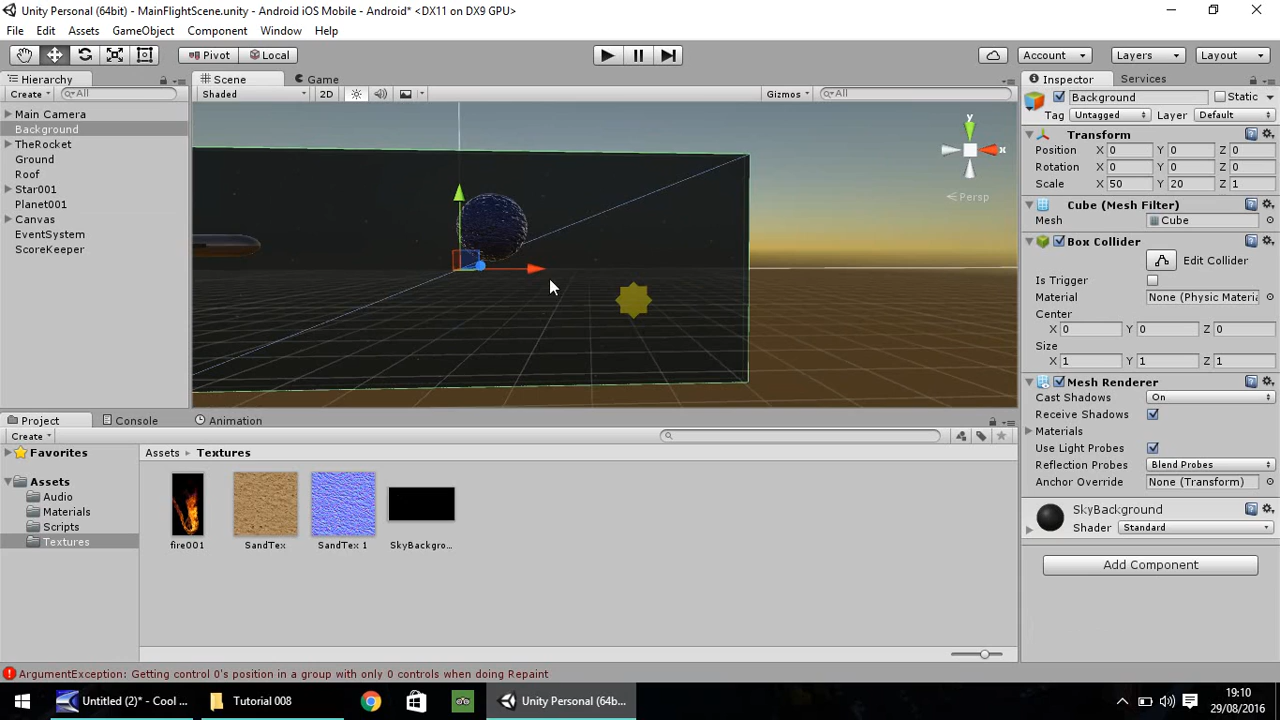 Unity Personal (64bit) - MainFlightScene.unity - Android iOS Mobile - Android* <DX11 on DX9 GPU>
File Edit Assets GameObject Component Window Help
Pivot Local Account Layers Layout
Hierarchy
Create All
Main Camera
Background
TheRocket
Ground
Roof
Star001
Planet001
Canvas
EventSystem
ScoreKeeper
Scene Game
Shaded 2D Gizmos All
y
x
Persp
Inspector Services
Background Static
Tag Untagged Layer Default
Transform
Position X 0 Y 0 Z 0
Rotation X 0 Y 0 Z 0
Scale X 50 Y 20 Z 1
Cube (Mesh Filter)
Mesh Cube
Box Collider
Edit Collider
Is Trigger
Material None (Physic Materia
Center
X 0 Y 0 Z 0
Size
X 1 Y 1 Z 1
Mesh Renderer
Cast Shadows On
Receive Shadows
Materials
Use Light Probes
Reflection Probes Blend Probes
Anchor Override None (Transform)
SkyBackground
Shader Standard
Add Component
Project Console Animation
Create
Favorites
Assets
Audio
Materials
Scripts
Textures
Assets Textures
fire001 SandTex SandTex 1 SkyBackgro...
ArgumentException: Getting control 0's position in a group with only 0 controls when doing Repaint
Untitled (2)* - Cool ... Tutorial 008 Unity Personal (64b...
19:10
29/08/2016